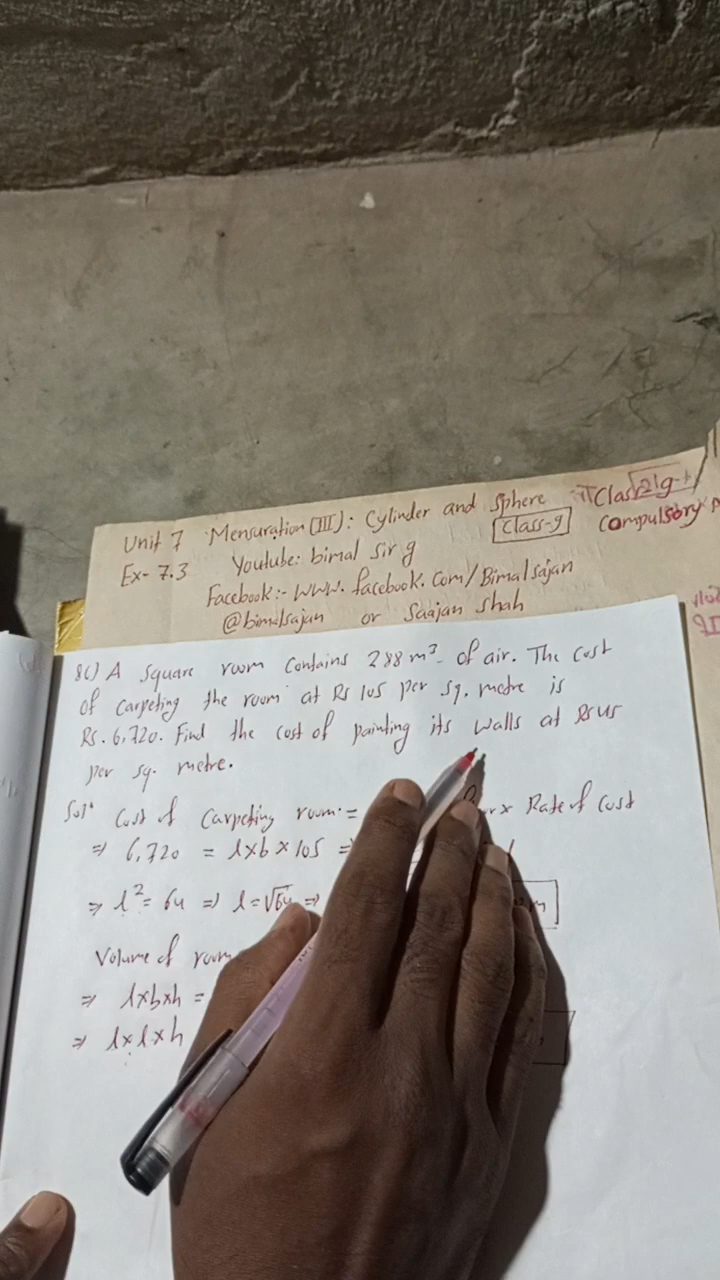 Unit 7 Mensuration (III): Cylinder and Sphere
Class-9
Compulsory
Ex- 7.3 Youtube: bimal sir g
Facebook:- www.facebook.com/Bimalsajan
@bimalsajan or Saajan Shah
8c) A square room contains 288 m³ of air. The cost
of carpeting the room at Rs 105 per sq. metre is
Rs. 6,720. Find the cost of painting its walls at Rs 45
per sq. metre.
Solⁿ Cost of carpeting room = × Rate of cost
⇒ 6,720 = l×b×105 ⇒
⇒ l² = 64 ⇒ l = √64 ⇒ m
Volume of room
⇒ l×b×h =
⇒ l×l×h